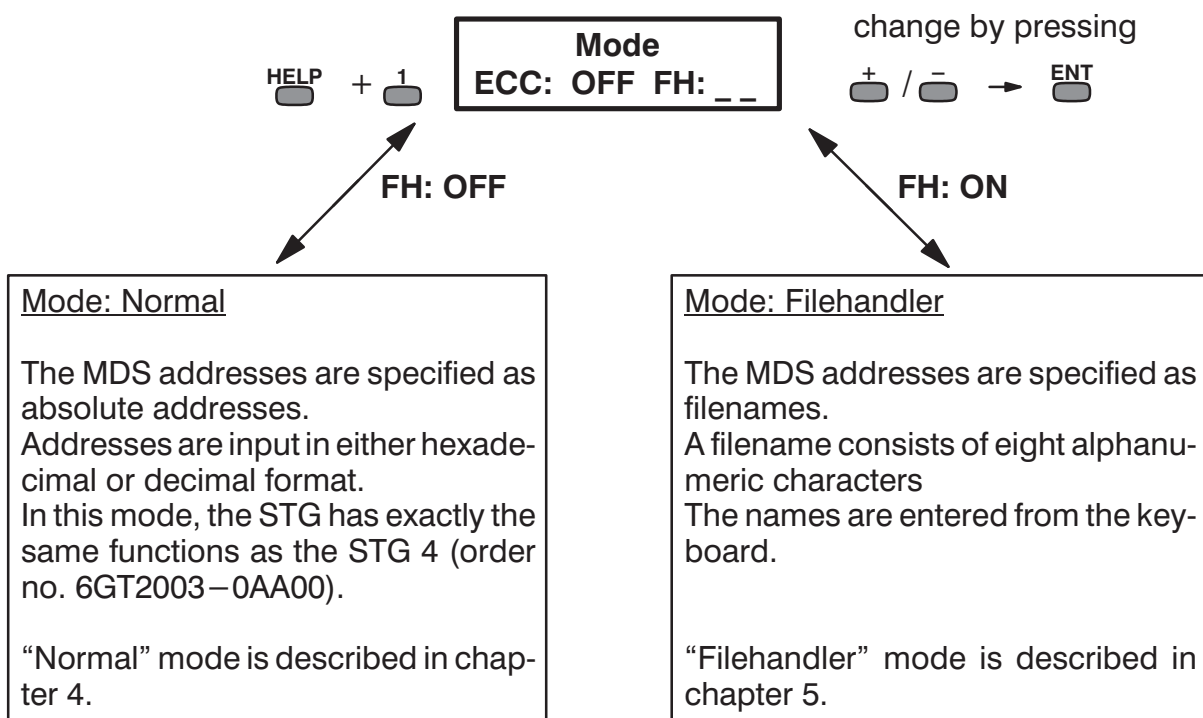 change by pressing
Mode
HELP + 1 ECC: OFF FH: _ _ + / − → ENT
FH: OFF FH: ON
Mode: Normal
The MDS addresses are specified as
absolute addresses.
Addresses are input in either hexade-
cimal or decimal format.
In this mode, the STG has exactly the
same functions as the STG 4 (order
no. 6GT2003−0AA00).
“Normal” mode is described in chap-
ter 4.
Mode: Filehandler
The MDS addresses are specified as
filenames.
A filename consists of eight alphanu-
meric characters
The names are entered from the key-
board.
“Filehandler” mode is described in
chapter 5.